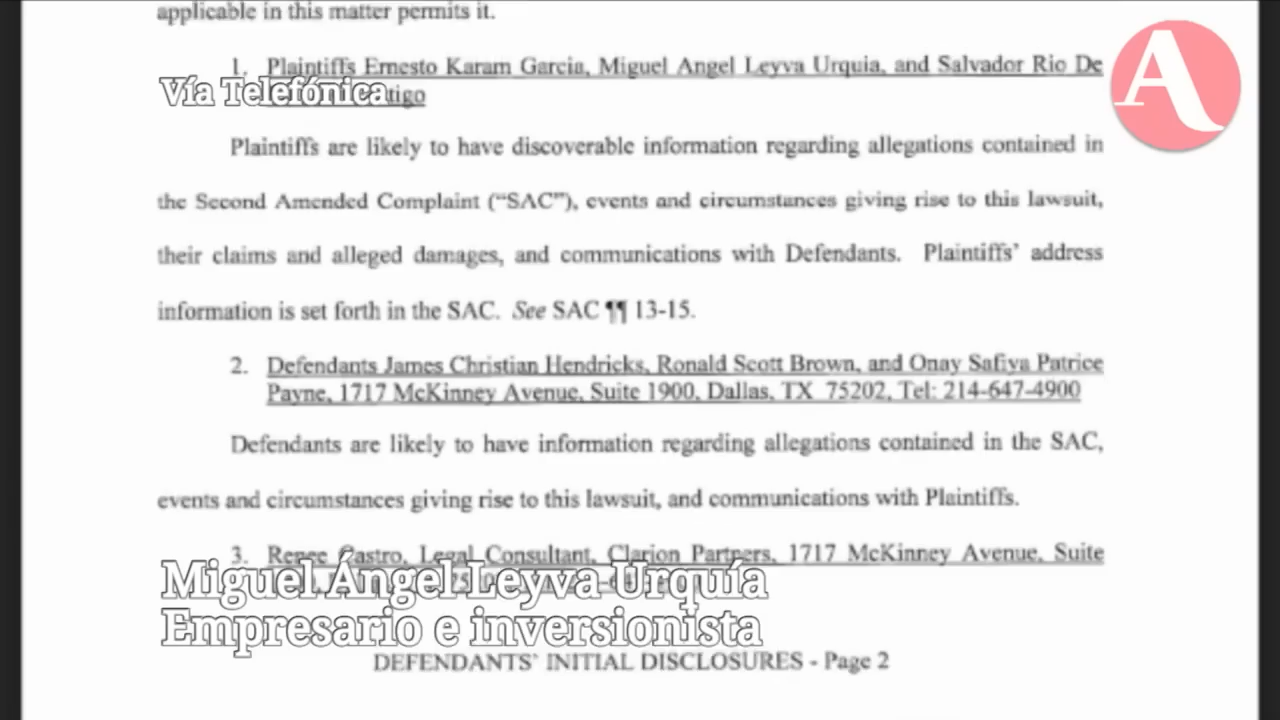 applicable in this matter permits it.
1. Plaintiffs Ernesto Karam Garcia, Miguel Angel Leyva Urquia, and Salvador Rio De
Vía Telefónica
Plaintiffs are likely to have discoverable information regarding allegations contained in
the Second Amended Complaint (“SAC”), events and circumstances giving rise to this lawsuit,
their claims and alleged damages, and communications with Defendants. Plaintiffs’ address
information is set forth in the SAC. See SAC ¶¶ 13-15.
2. Defendants James Christian Hendricks, Ronald Scott Brown, and Onay Safiya Patrice
Payne, 1717 McKinney Avenue, Suite 1900, Dallas, TX 75202, Tel: 214-647-4900
Defendants are likely to have information regarding allegations contained in the SAC,
events and circumstances giving rise to this lawsuit, and communications with Plaintiffs.
3. Renee Castro, Legal Consultant, Clarion Partners, 1717 McKinney Avenue, Suite
Miguel Ángel Leyva Urquía
Empresario e inversionista
DEFENDANTS’ INITIAL DISCLOSURES - Page 2
A